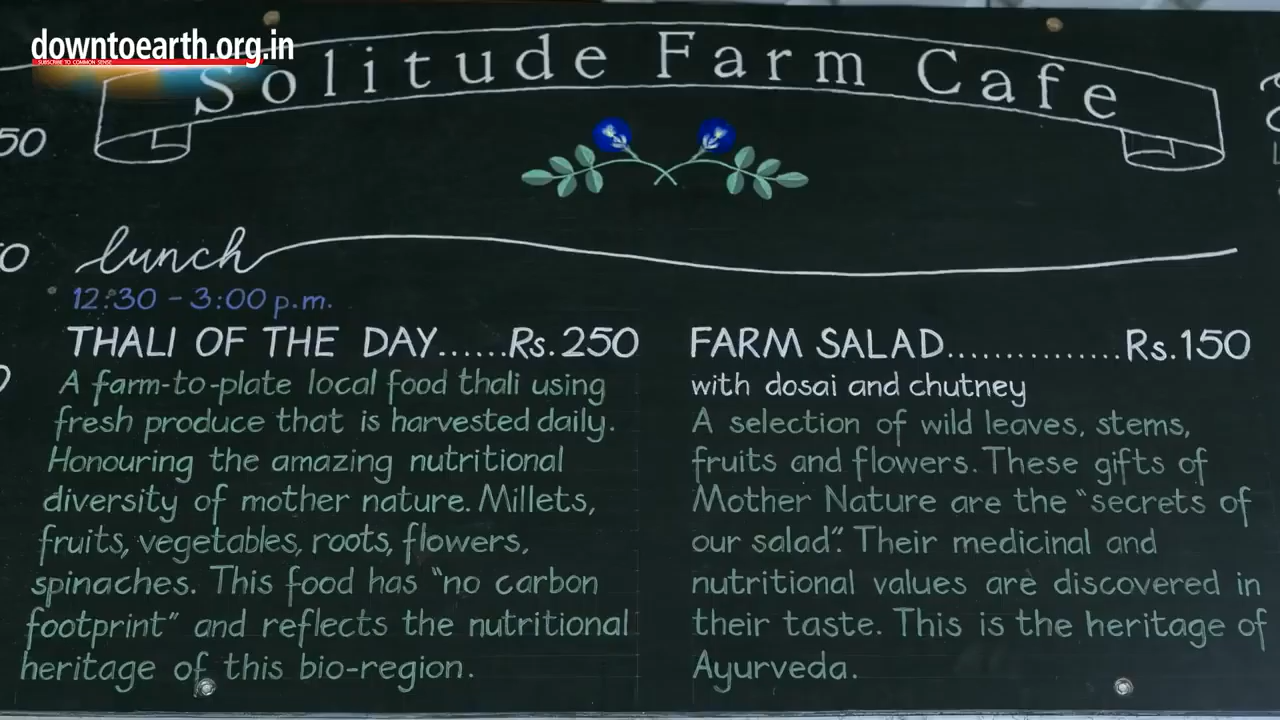 downtoearth.org.in
SUBSCRIBE TO COMMON SENSE
Solitude Farm Cafe
50
lunch
12:30 - 3:00 p.m.
THALI OF THE DAY......Rs.250
A farm-to-plate local food thali using
fresh produce that is harvested daily.
Honouring the amazing nutritional
diversity of mother nature. Millets,
fruits, vegetables, roots, flowers,
spinaches. This food has "no carbon
footprint" and reflects the nutritional
heritage of this bio-region.
FARM SALAD................Rs.150
with dosai and chutney
A selection of wild leaves, stems,
fruits and flowers. These gifts of
Mother Nature are the "secrets of
our salad". Their medicinal and
nutritional values are discovered in
their taste. This is the heritage of
Ayurveda.